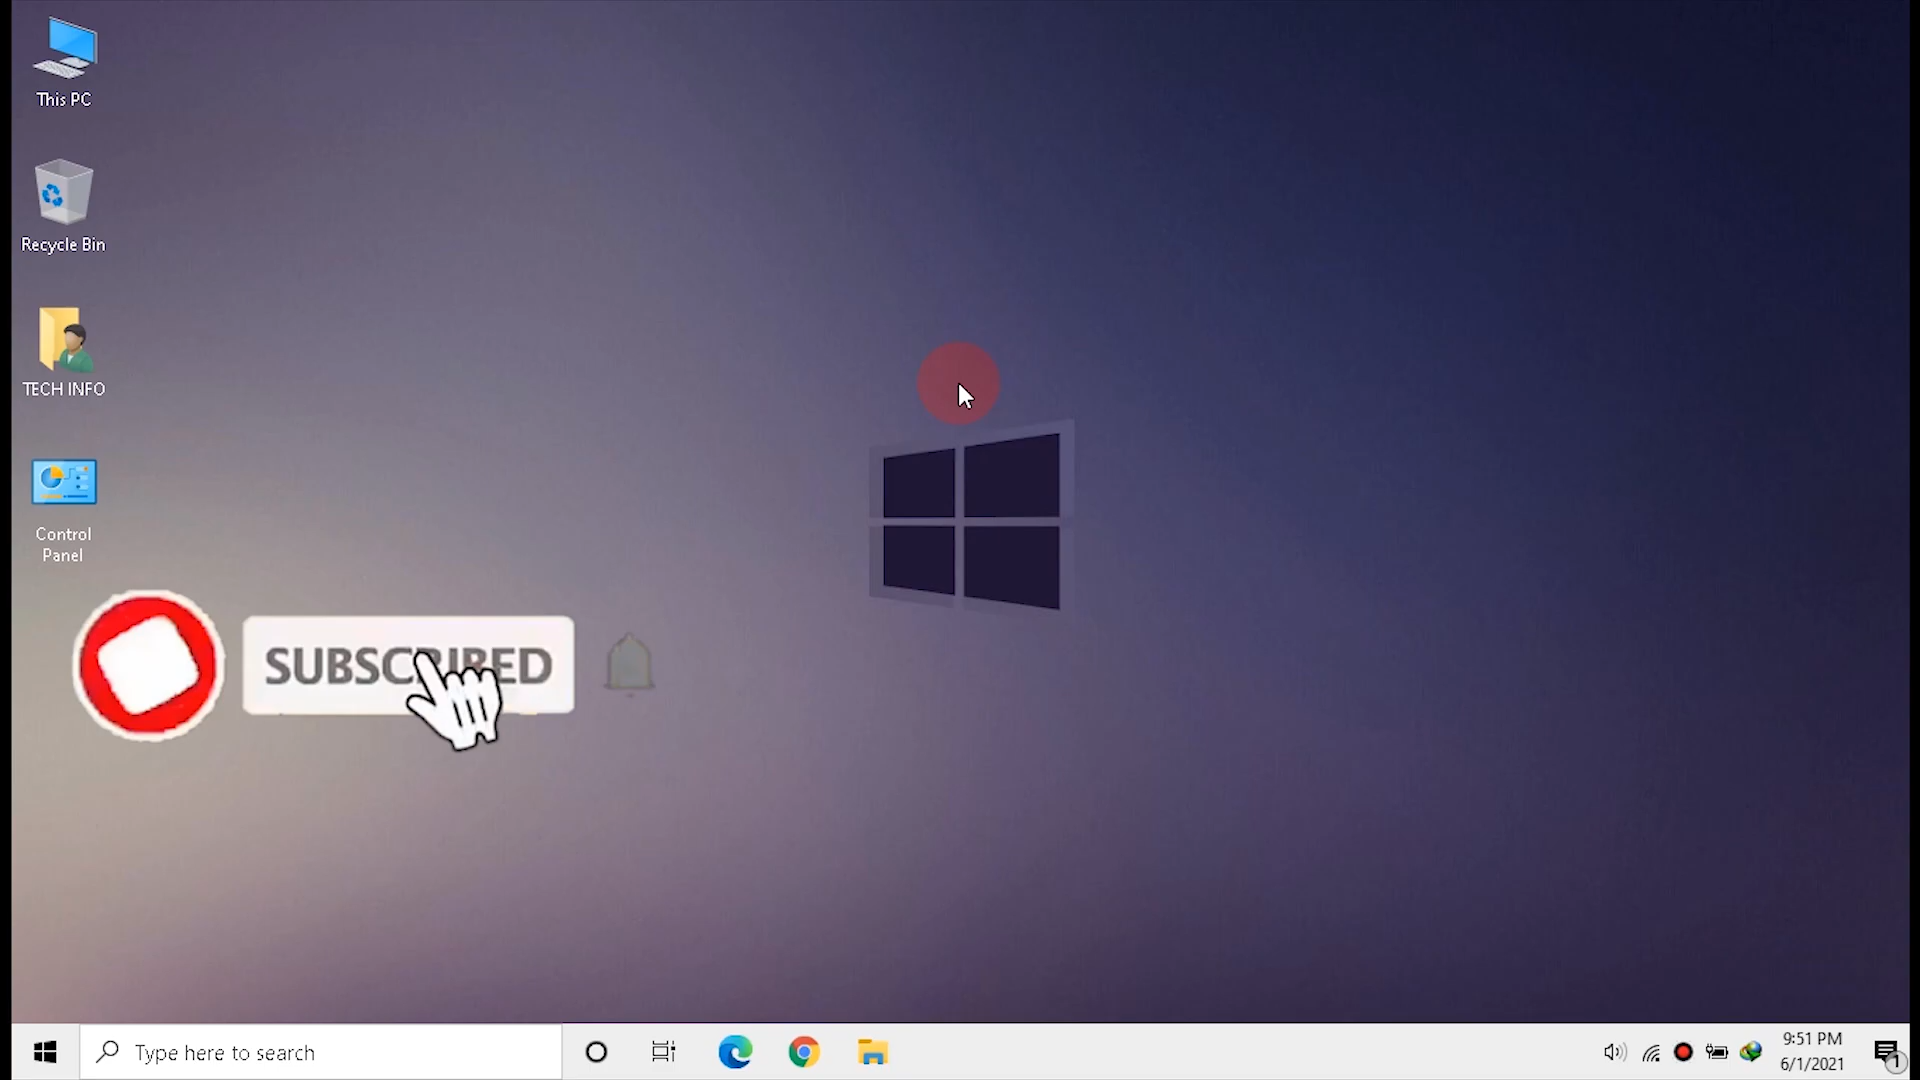 This PC
Recycle Bin
TECH INFO
Control
Panel
SUBSCRIBED
Type here to search
9:51 PM
6/1/2021
1